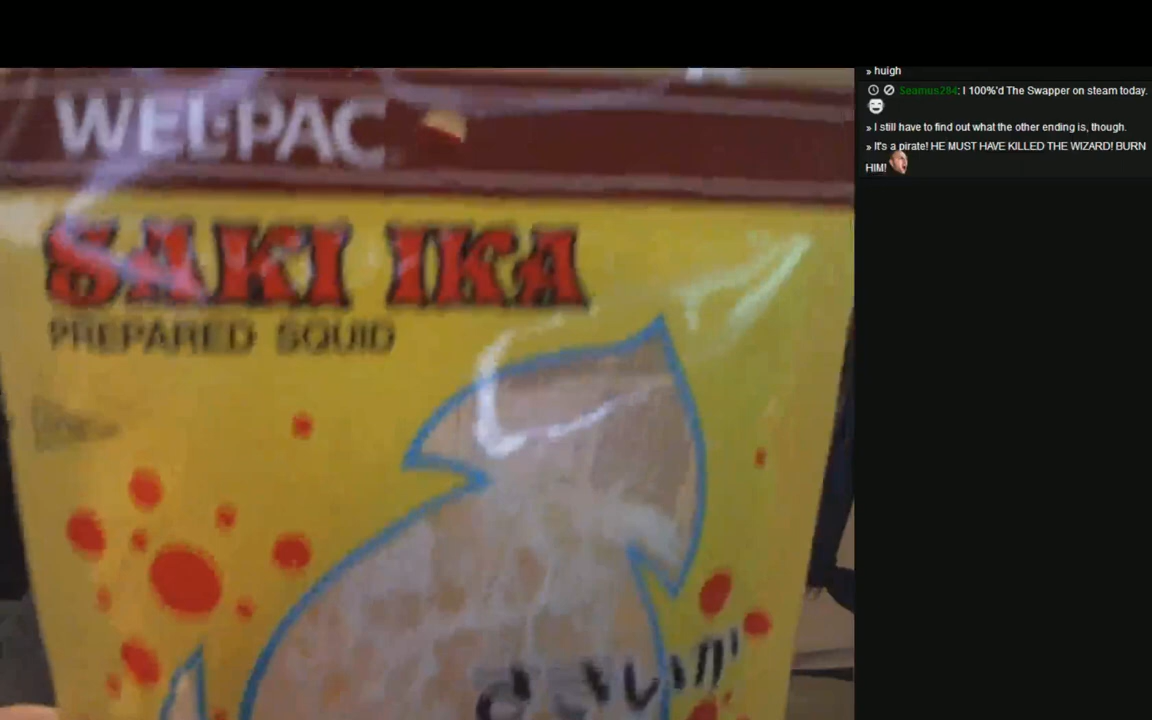 WEL·PAC
SAKI IKA
PREPARED SQUID
» huigh
Seamus284: I 100%'d The Swapper on steam today.
» I still have to find out what the other ending is, though.
» It's a pirate! HE MUST HAVE KILLED THE WIZARD! BURN
HIM!